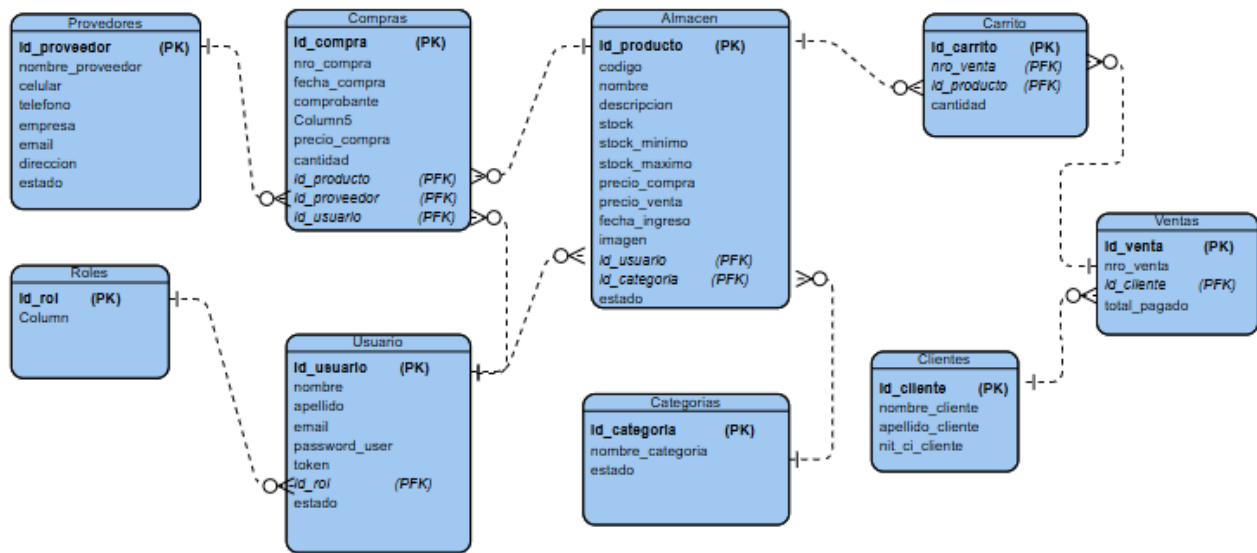 Provedores
Id_proveedor (PK)
nombre_proveedor
celular
telefono
empresa
email
direccion
estado
Compras
Id_compra (PK)
nro_compra
fecha_compra
comprobante
Column5
precio_compra
cantidad
Id_producto (PFK)
Id_proveedor (PFK)
Id_usuario (PFK)
Almacen
Id_producto (PK)
codigo
nombre
descripcion
stock
stock_minimo
stock_maximo
precio_compra
precio_venta
fecha_ingreso
imagen
Id_usuario (PFK)
Id_categoria (PFK)
estado
Carrito
Id_carrito (PK)
nro_venta (PFK)
Id_producto (PFK)
cantidad
Ventas
Id_venta (PK)
nro_venta
Id_cliente (PFK)
total_pagado
Roles
Id_rol (PK)
Column
Usuario
Id_usuario (PK)
nombre
apellido
email
password_user
token
Id_rol (PFK)
estado
Categorias
Id_categoria (PK)
nombre_categoria
estado
Clientes
Id_cliente (PK)
nombre_cliente
apellido_cliente
nit_ci_cliente